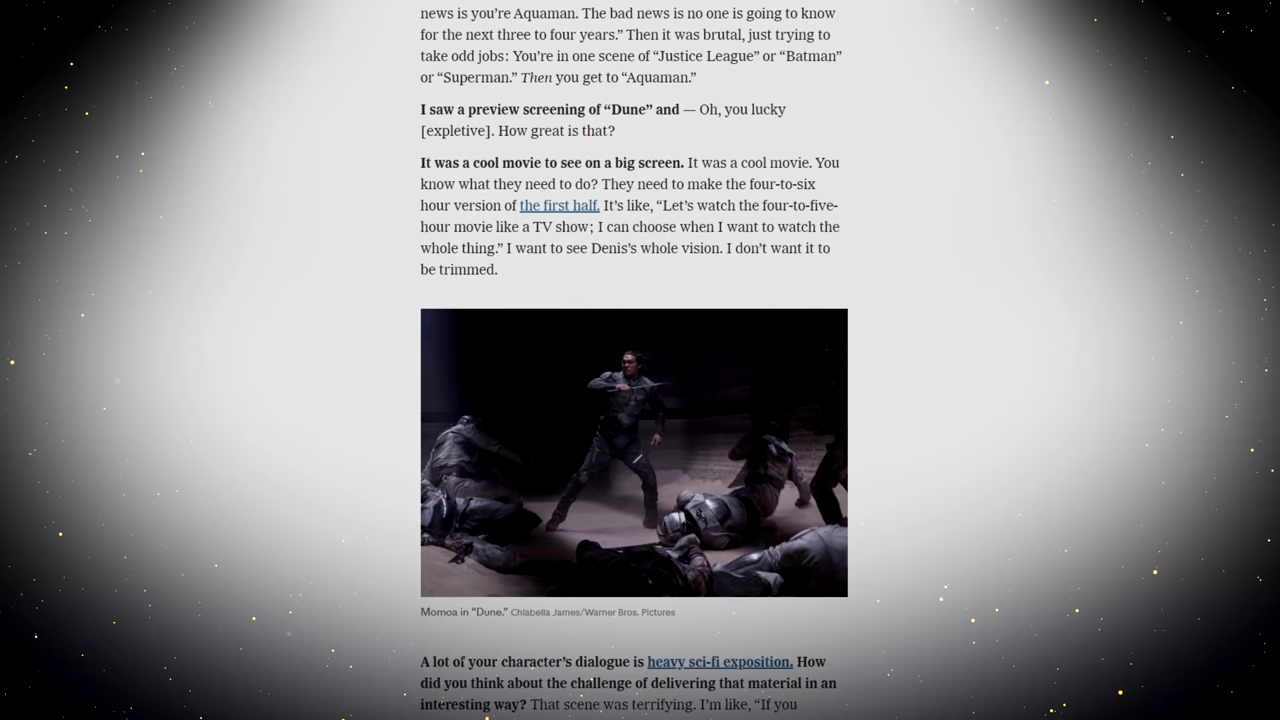 news is you’re Aquaman. The bad news is no one is going to know
for the next three to four years.” Then it was brutal, just trying to
take odd jobs: You’re in one scene of “Justice League” or “Batman”
or “Superman.” Then you get to “Aquaman.”
I saw a preview screening of “Dune” and — Oh, you lucky
[expletive]. How great is that?
It was a cool movie to see on a big screen. It was a cool movie. You
know what they need to do? They need to make the four-to-six
hour version of the first half. It’s like, “Let’s watch the four-to-five-
hour movie like a TV show; I can choose when I want to watch the
whole thing.” I want to see Denis’s whole vision. I don’t want it to
be trimmed.
Momoa in “Dune.” Chiabella James/Warner Bros. Pictures
A lot of your character’s dialogue is heavy sci-fi exposition. How
did you think about the challenge of delivering that material in an
interesting way? That scene was terrifying. I’m like, “If you